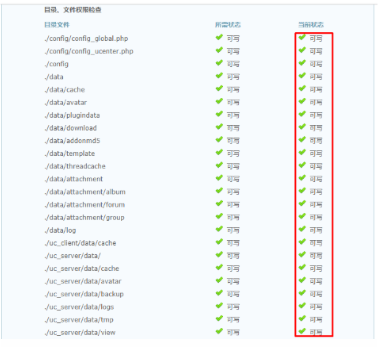 目录、文件权限检查
目录文件 所需状态 当前状态
./config/config_global.php 可写 可写
./config/config_ucenter.php 可写 可写
./config 可写 可写
./data 可写 可写
./data/cache 可写 可写
./data/avatar 可写 可写
./data/plugindata 可写 可写
./data/download 可写 可写
./data/addonmd5 可写 可写
./data/template 可写 可写
./data/threadcache 可写 可写
./data/attachment 可写 可写
./data/attachment/album 可写 可写
./data/attachment/forum 可写 可写
./data/attachment/group 可写 可写
./data/log 可写 可写
./uc_client/data/cache 可写 可写
./uc_server/data/ 可写 可写
./uc_server/data/cache 可写 可写
./uc_server/data/avatar 可写 可写
./uc_server/data/backup 可写 可写
./uc_server/data/logs 可写 可写
./uc_server/data/tmp 可写 可写
./uc_server/data/view 可写 可写